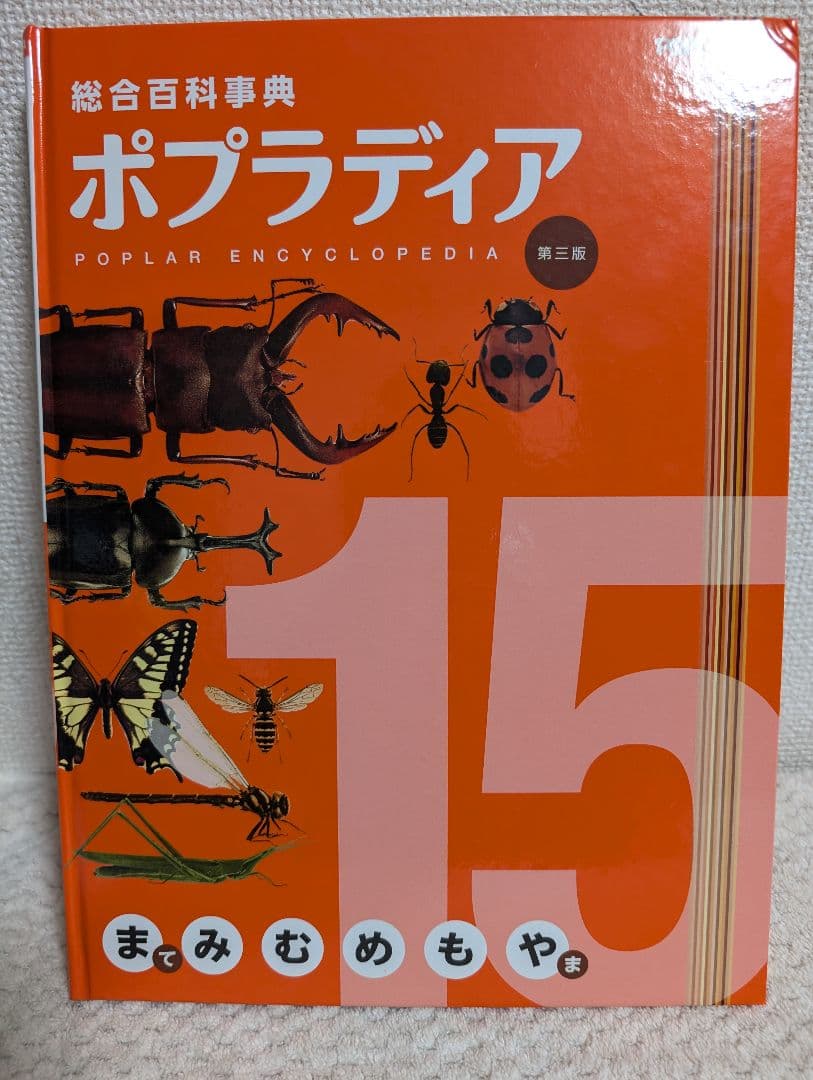 総合百科事典
ポプラディア
POPLAR ENCYCLOPEDIA
第三版
15
まて み む め も やま